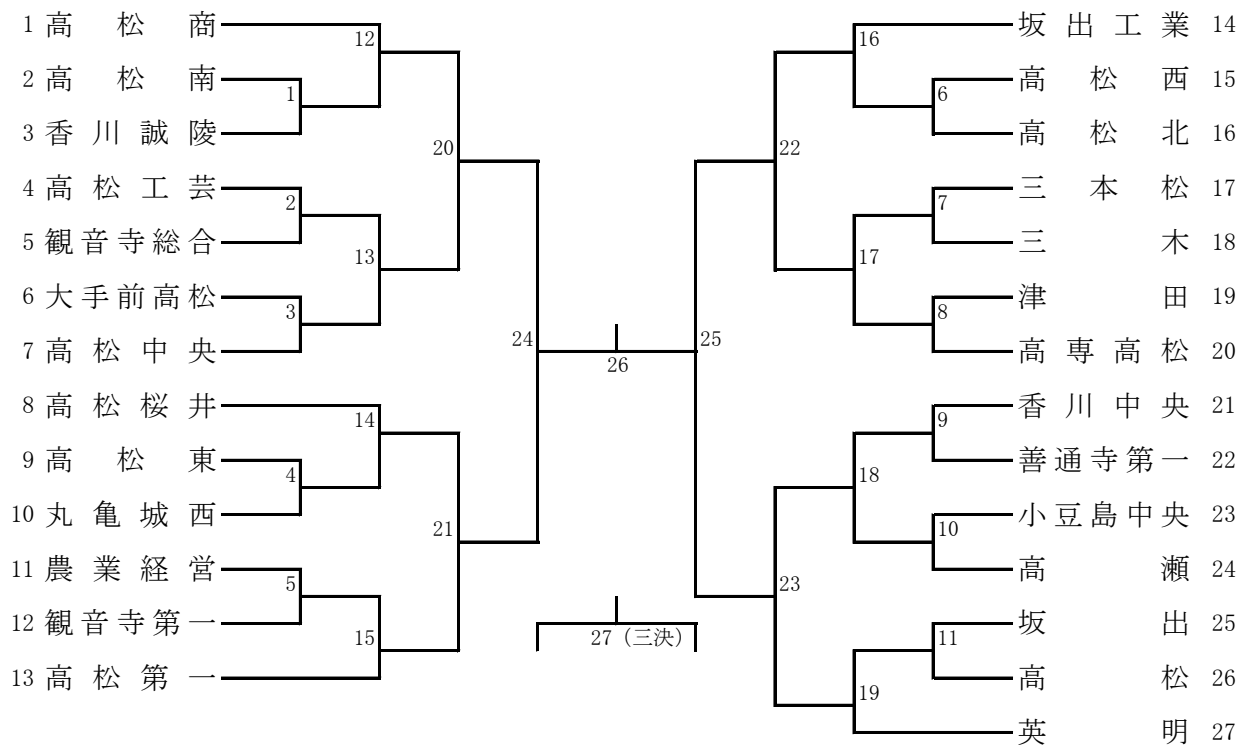 1 高松商
2 高松南
3 香川誠陵
4 高松工芸
5 観音寺総合
6 大手前高松
7 高松中央
8 高松桜井
9 高松東
10 丸亀城西
11 農業経営
12 観音寺第一
13 高松第一
12
1
20
2
13
3
24
14
4
21
5
15
26
27（三決）
25
16
6
22
7
17
8
9
18
10
23
11
19
坂出工業 14
高松西 15
高松北 16
三本松 17
三木 18
津田 19
高専高松 20
香川中央 21
善通寺第一 22
小豆島中央 23
高瀬 24
坂出 25
高松 26
英明 27